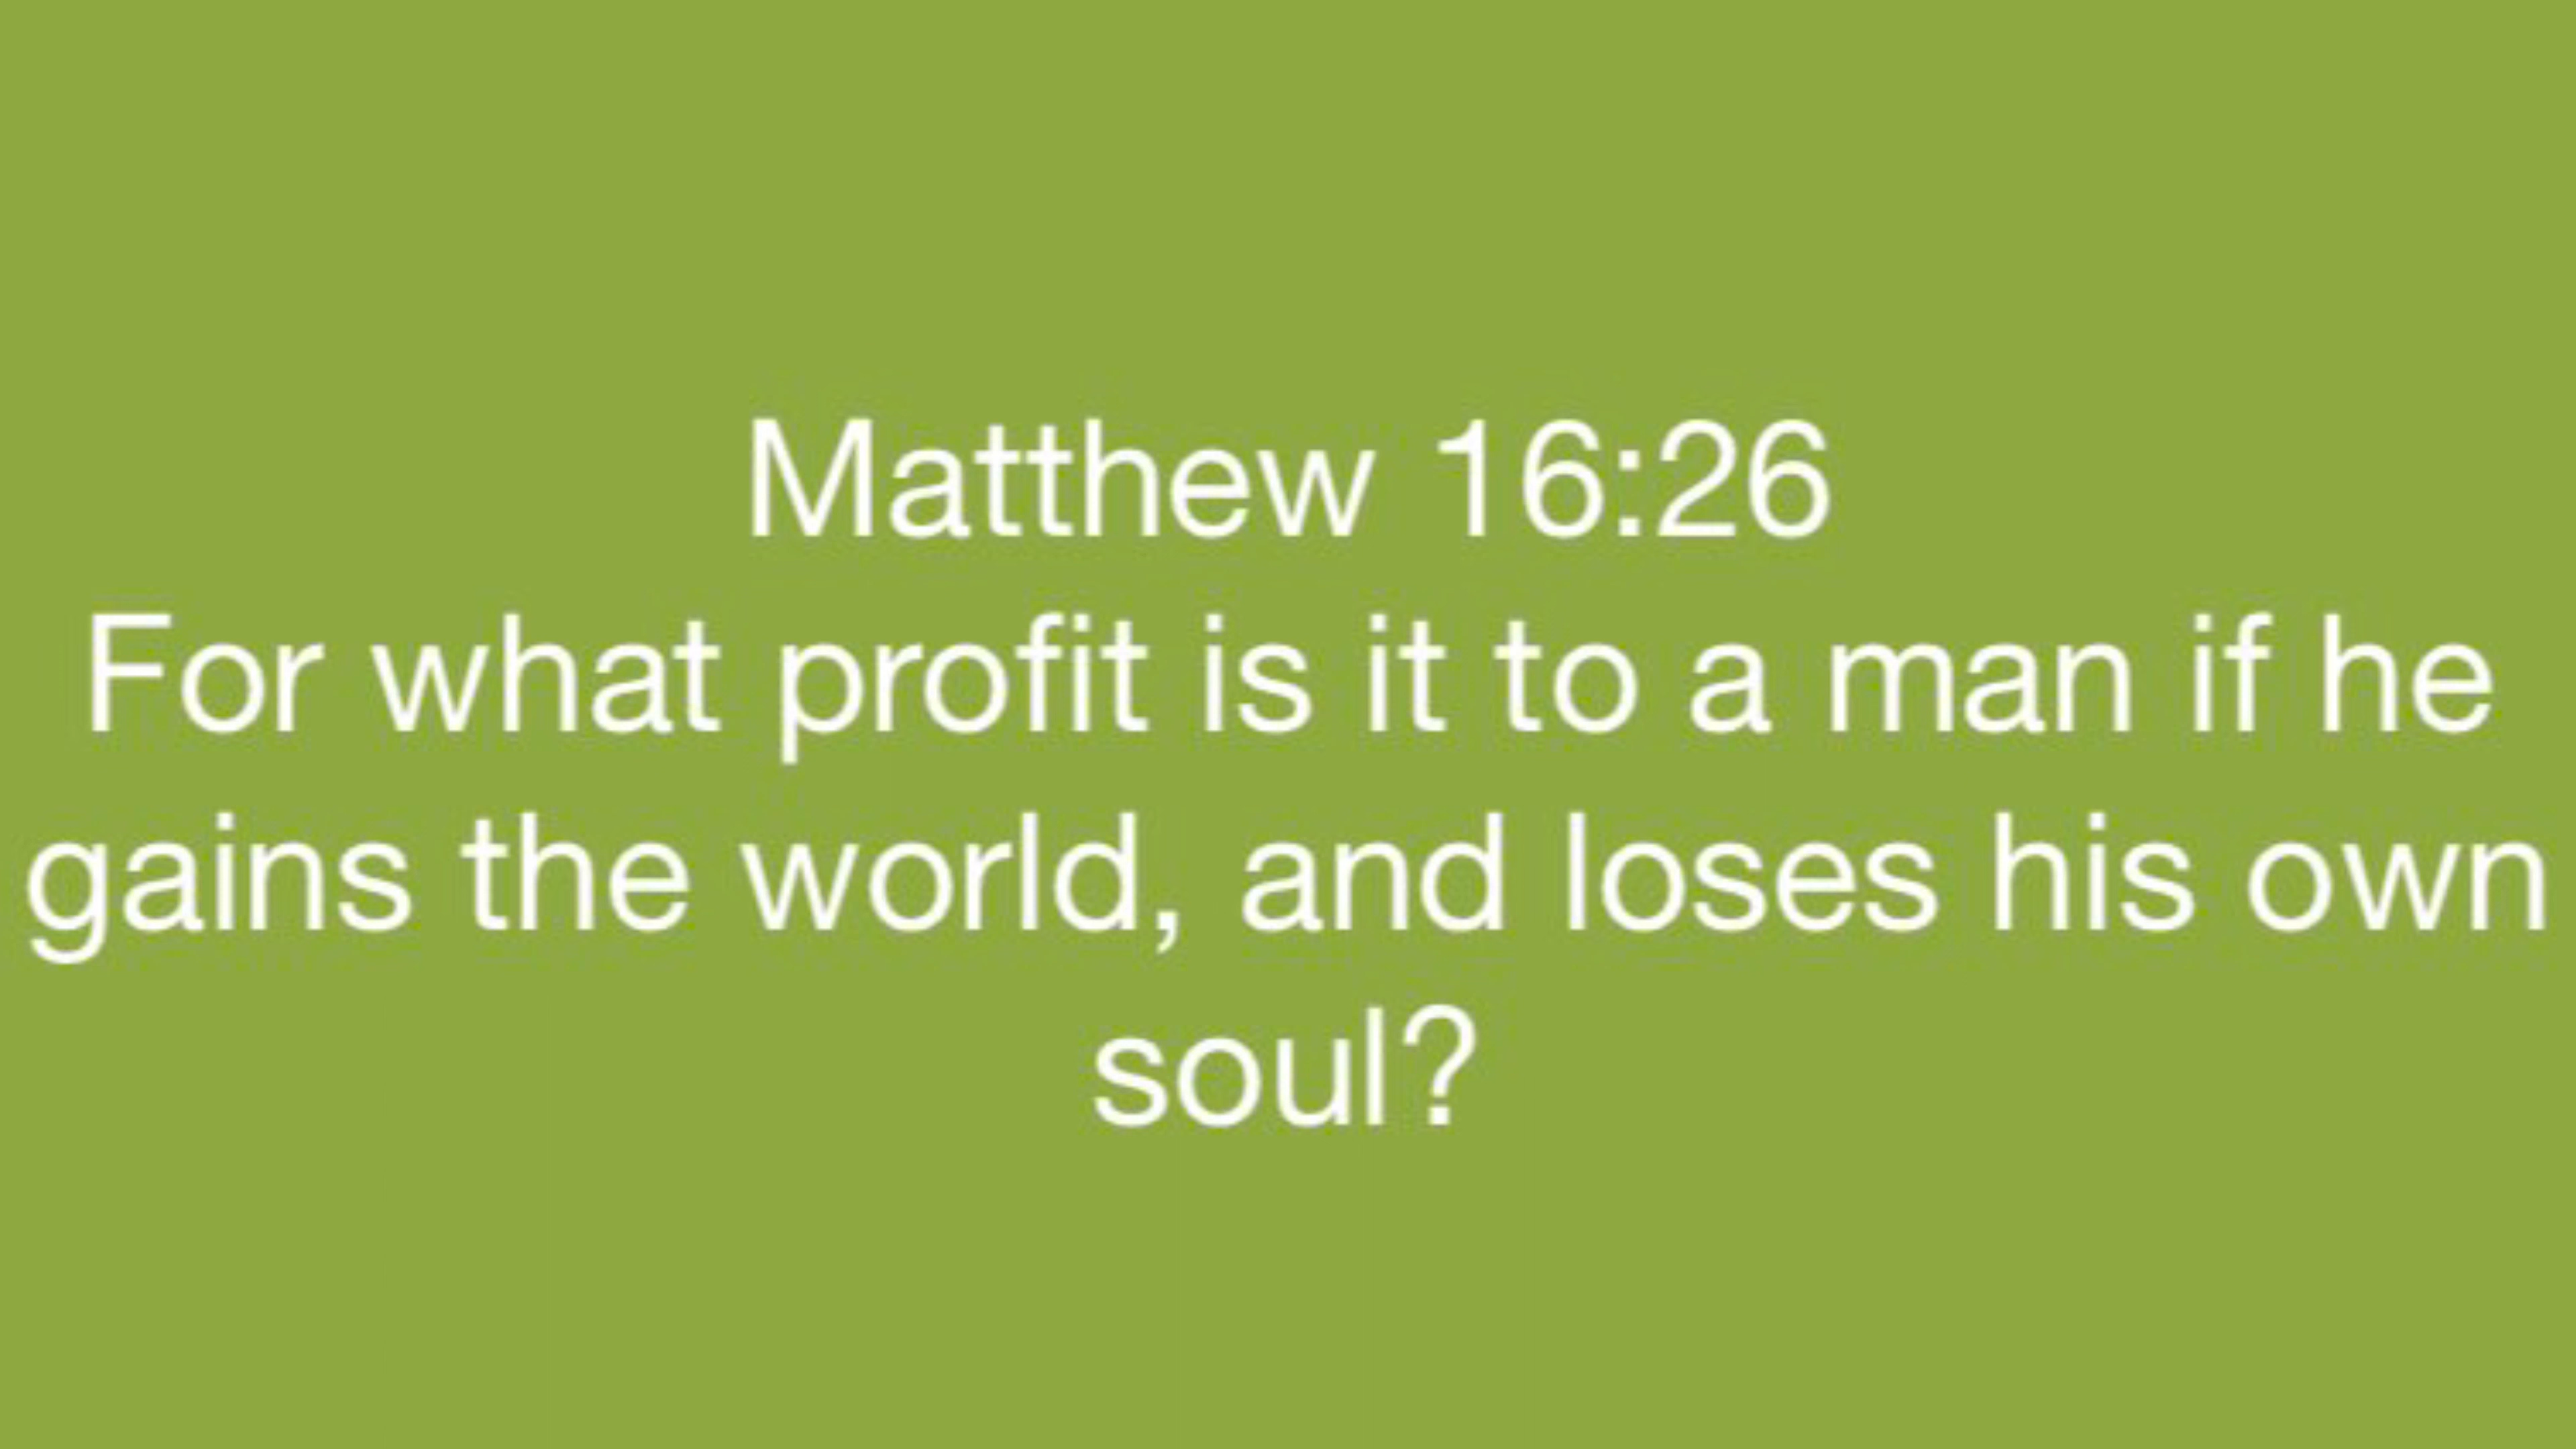 Matthew 16:26
For what profit is it to a man if he
gains the world, and loses his own
soul?